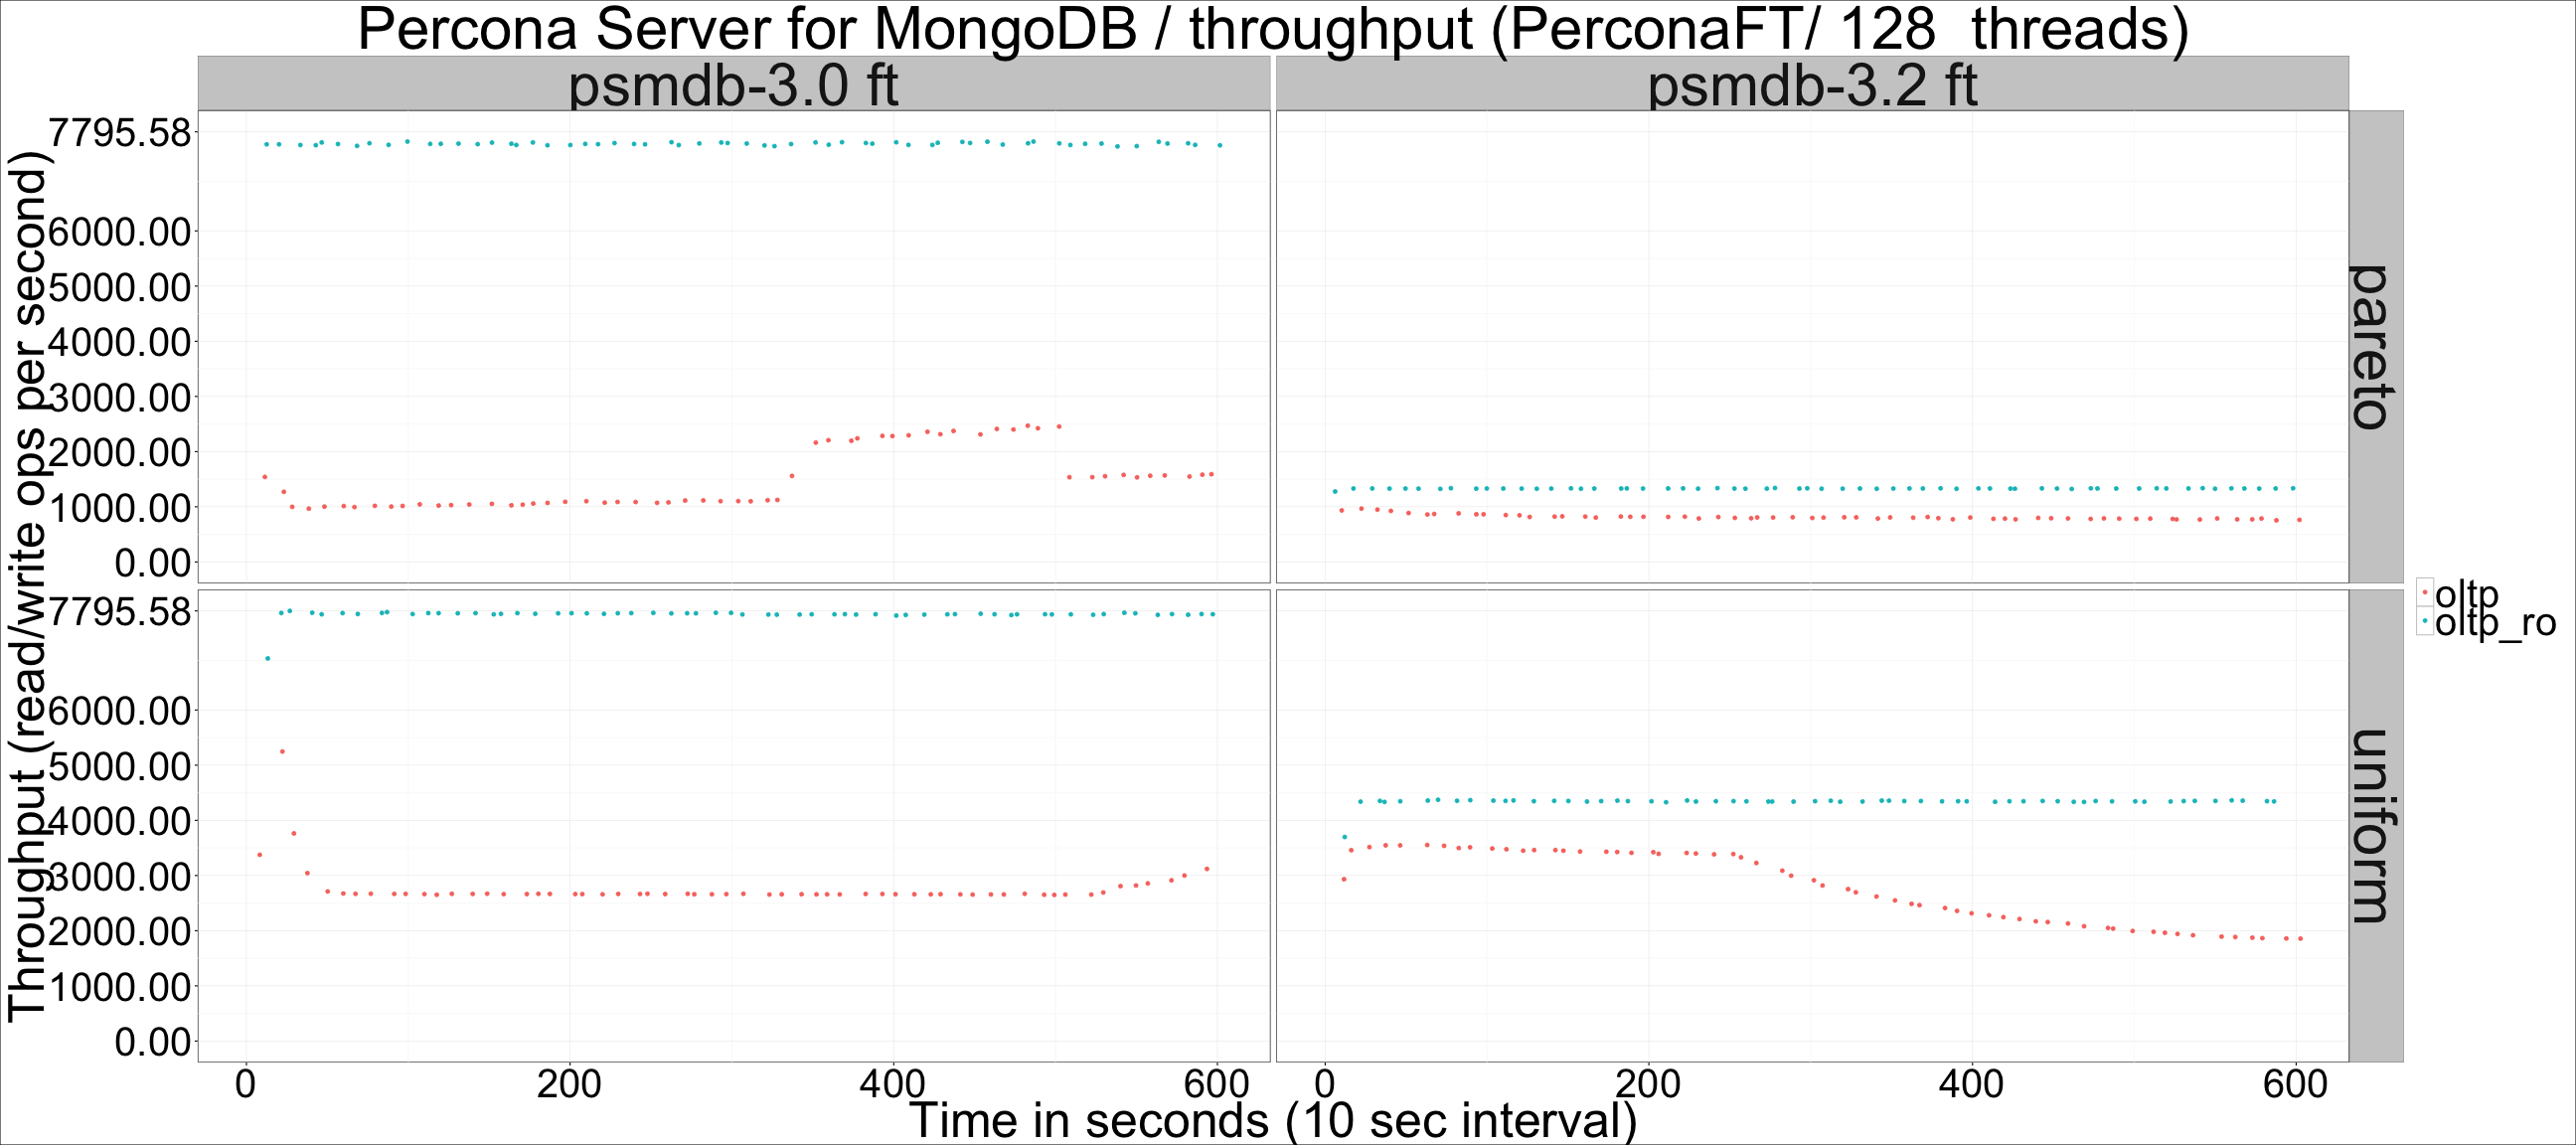 Percona Server for MongoDB / throughput (PerconaFT/ 128  threads)
psmdb-3.0 ft
psmdb-3.2 ft
Throughput (read/write ops per second)
7795.58
6000.00
5000.00
4000.00
3000.00
2000.00
1000.00
0.00
pareto
7795.58
6000.00
5000.00
4000.00
3000.00
2000.00
1000.00
0.00
uniform
oltp
oltp_ro
0 200 400 600 0 200 400 600
Time in seconds (10 sec interval)